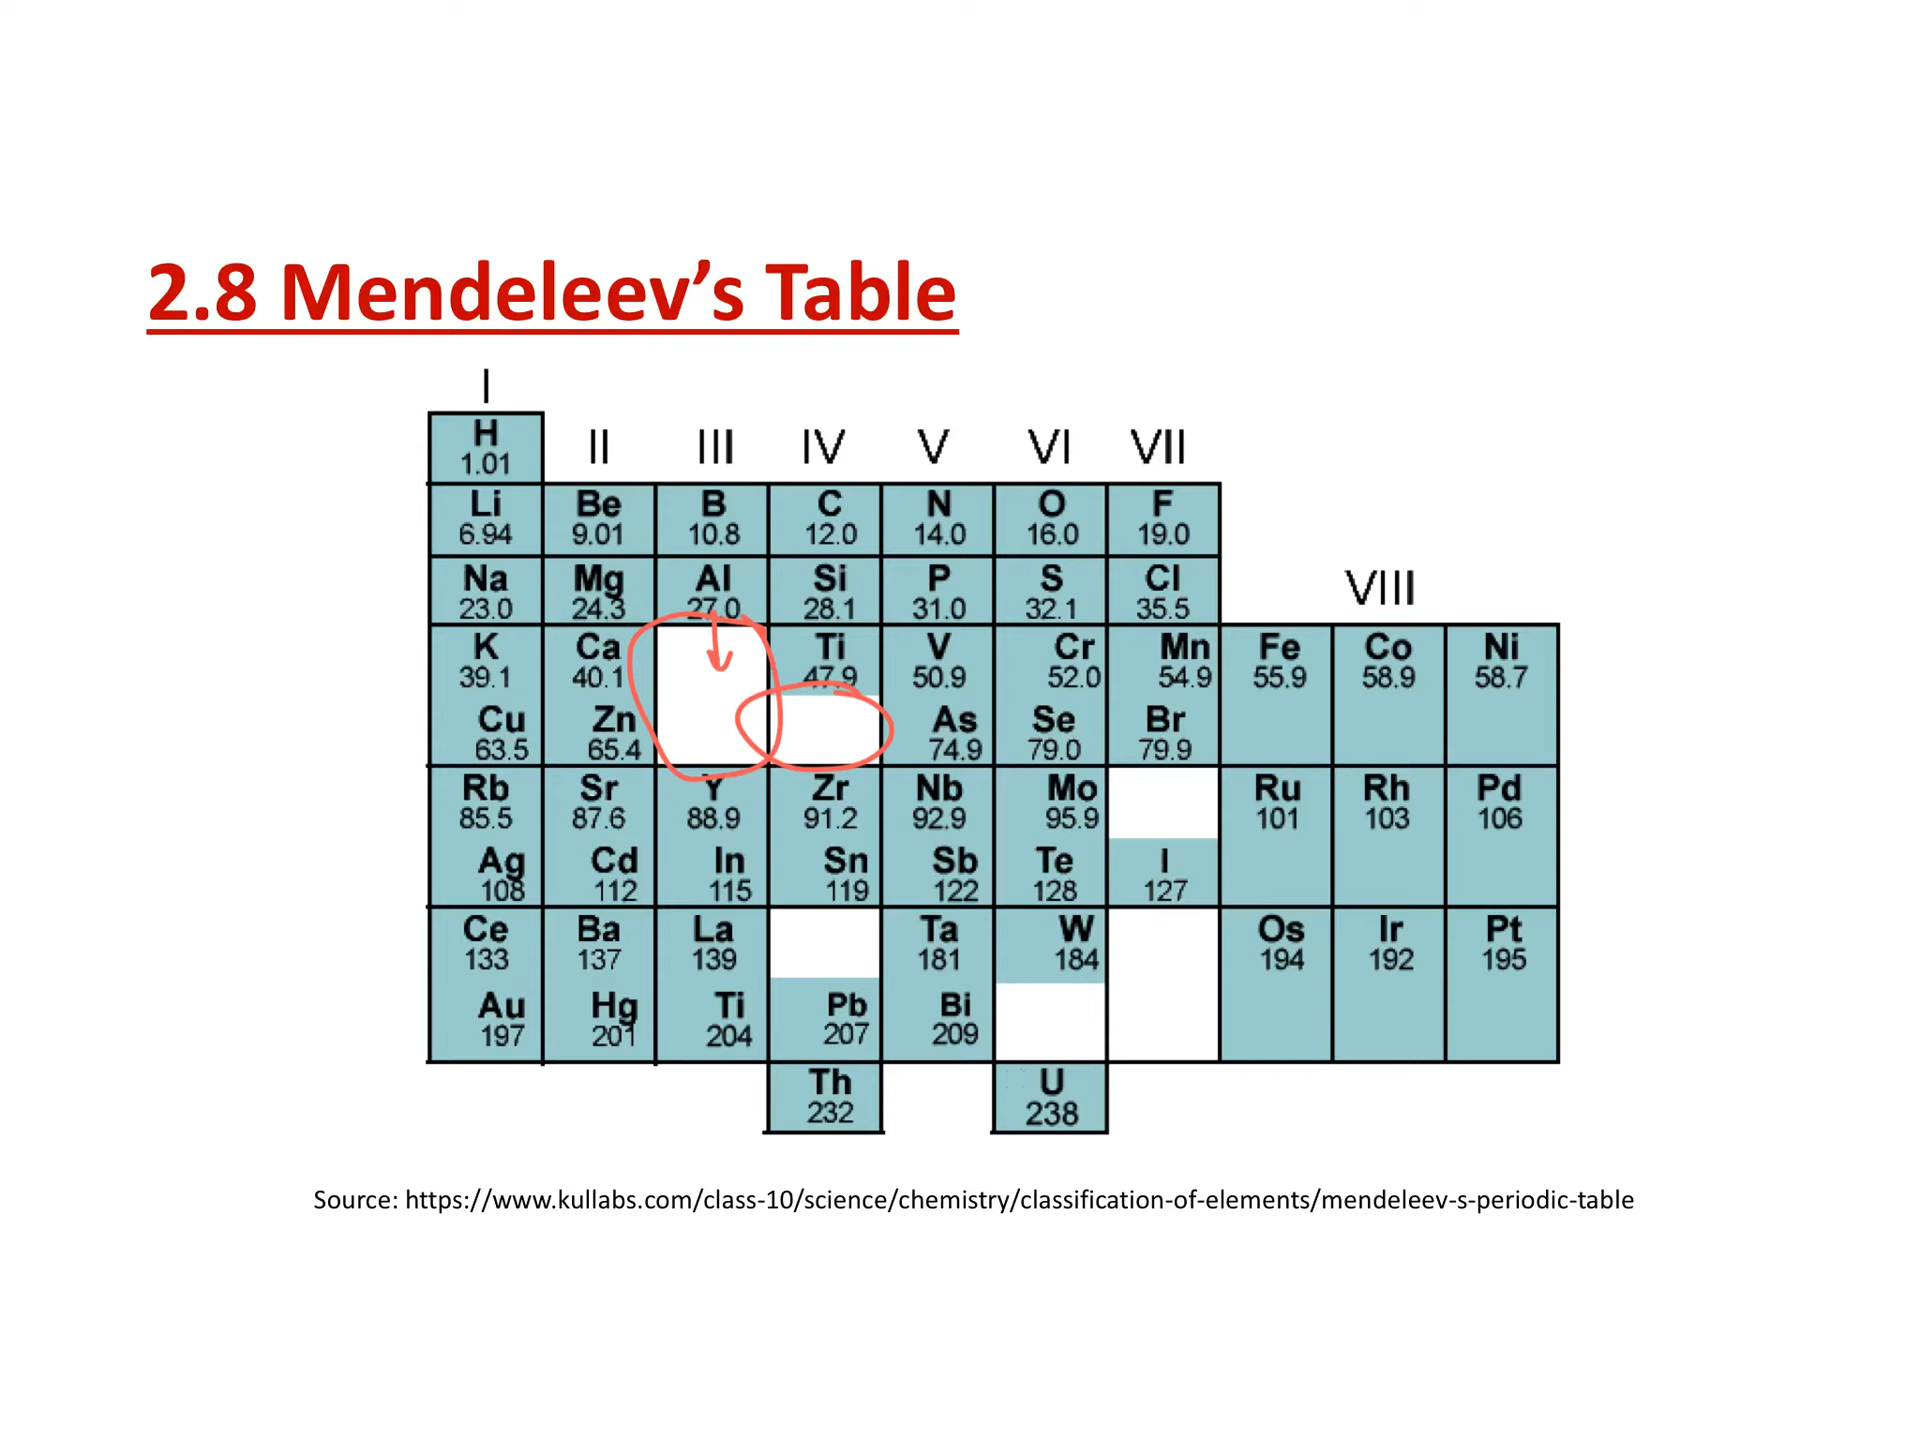 2.8 Mendeleev’s Table
I
H II III IV V VI VII
1.01
Li Be B C N O F
6.94 9.01 10.8 12.0 14.0 16.0 19.0
Na Mg Al Si P S Cl VIII
23.0 24.3 27.0 28.1 31.0 32.1 35.5
K Ca Ti V Cr Mn Fe Co Ni
39.1 40.1 47.9 50.9 52.0 54.9 55.9 58.9 58.7
Cu Zn As Se Br
63.5 65.4 74.9 79.0 79.9
Rb Sr Y Zr Nb Mo Ru Rh Pd
85.5 87.6 88.9 91.2 92.9 95.9 101 103 106
Ag Cd In Sn Sb Te I
108 112 115 119 122 128 127
Ce Ba La Ta W Os Ir Pt
133 137 139 181 184 194 192 195
Au Hg Ti Pb Bi
197 201 204 207 209
Th U
232 238
Source: https://www.kullabs.com/class-10/science/chemistry/classification-of-elements/mendeleev-s-periodic-table